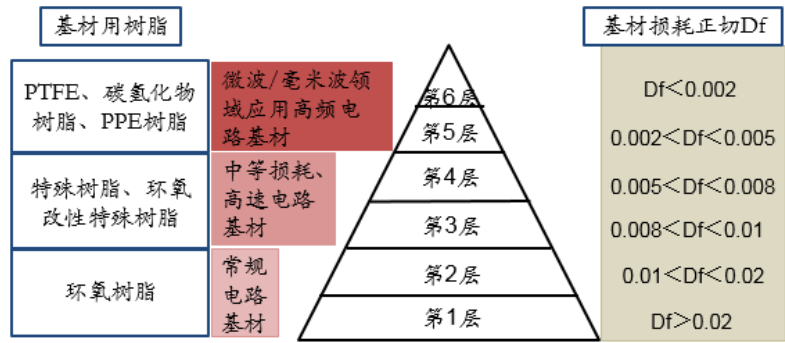 基材用树脂
基材损耗正切Df
PTFE、碳氢化物
树脂、PPE树脂
微波/毫米波领
域应用高频电
路基材
第6层
Df<0.002
第5层
0.002<Df<0.005
特殊树脂、环氧
改性特殊树脂
中等损耗、
高速电路
基材
第4层
0.005<Df<0.008
第3层
0.008<Df<0.01
环氧树脂
常规
电路
基材
第2层
0.01<Df<0.02
第1层
Df>0.02